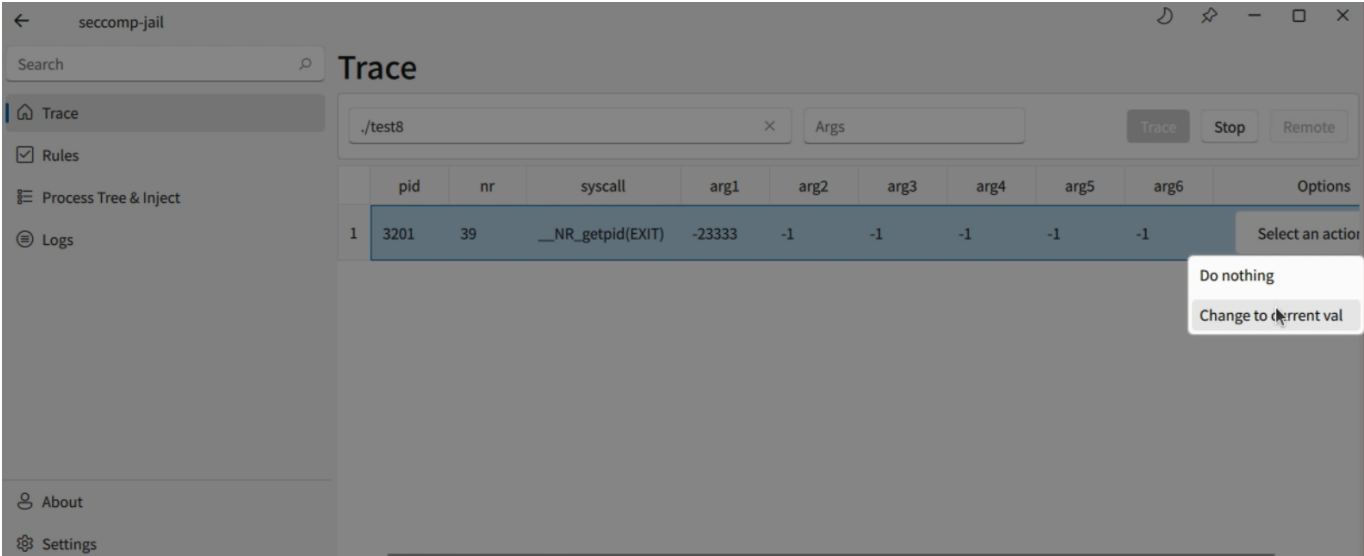 seccomp-jail
Search
Trace
Rules
Process Tree & Inject
Logs
About
Settings
Trace
./test8 Args Trace Stop Remote
pid nr syscall arg1 arg2 arg3 arg4 arg5 arg6 Options
1 3201 39 __NR_getpid(EXIT) -23333 -1 -1 -1 -1 -1 Select an action
Do nothing
Change to current val